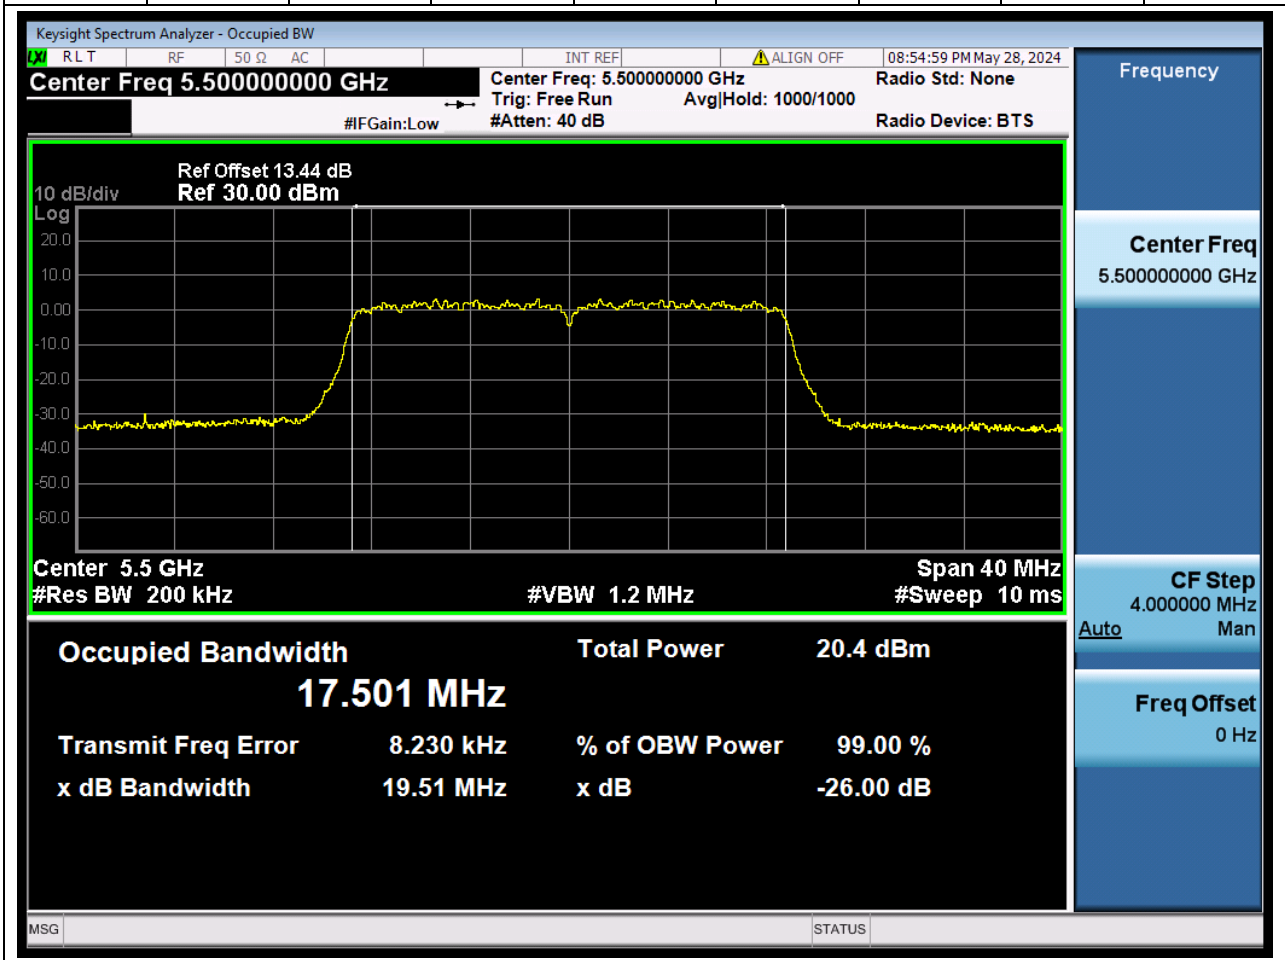 Keysight Spectrum Analyzer - Occupied BW
LXI RLT RF 50 Ω AC INT REF ALIGN OFF 08:54:59 PM May 28, 2024
Center Freq 5.500000000 GHz
Center Freq: 5.500000000 GHz
Radio Std: None
Trig: Free Run Avg|Hold: 1000/1000
#IFGain:Low
#Atten: 40 dB
Radio Device: BTS
Ref Offset 13.44 dB
10 dB/div Ref 30.00 dBm
Log
20.0
10.0
0.00
-10.0
-20.0
-30.0
-40.0
-50.0
-60.0
Center 5.5 GHz Span 40 MHz
#Res BW 200 kHz #VBW 1.2 MHz #Sweep 10 ms
Occupied Bandwidth Total Power 20.4 dBm
17.501 MHz
Transmit Freq Error 8.230 kHz % of OBW Power 99.00 %
x dB Bandwidth 19.51 MHz x dB -26.00 dB
MSG STATUS
Frequency
Center Freq
5.500000000 GHz
CF Step
4.000000 MHz
Auto Man
Freq Offset
0 Hz